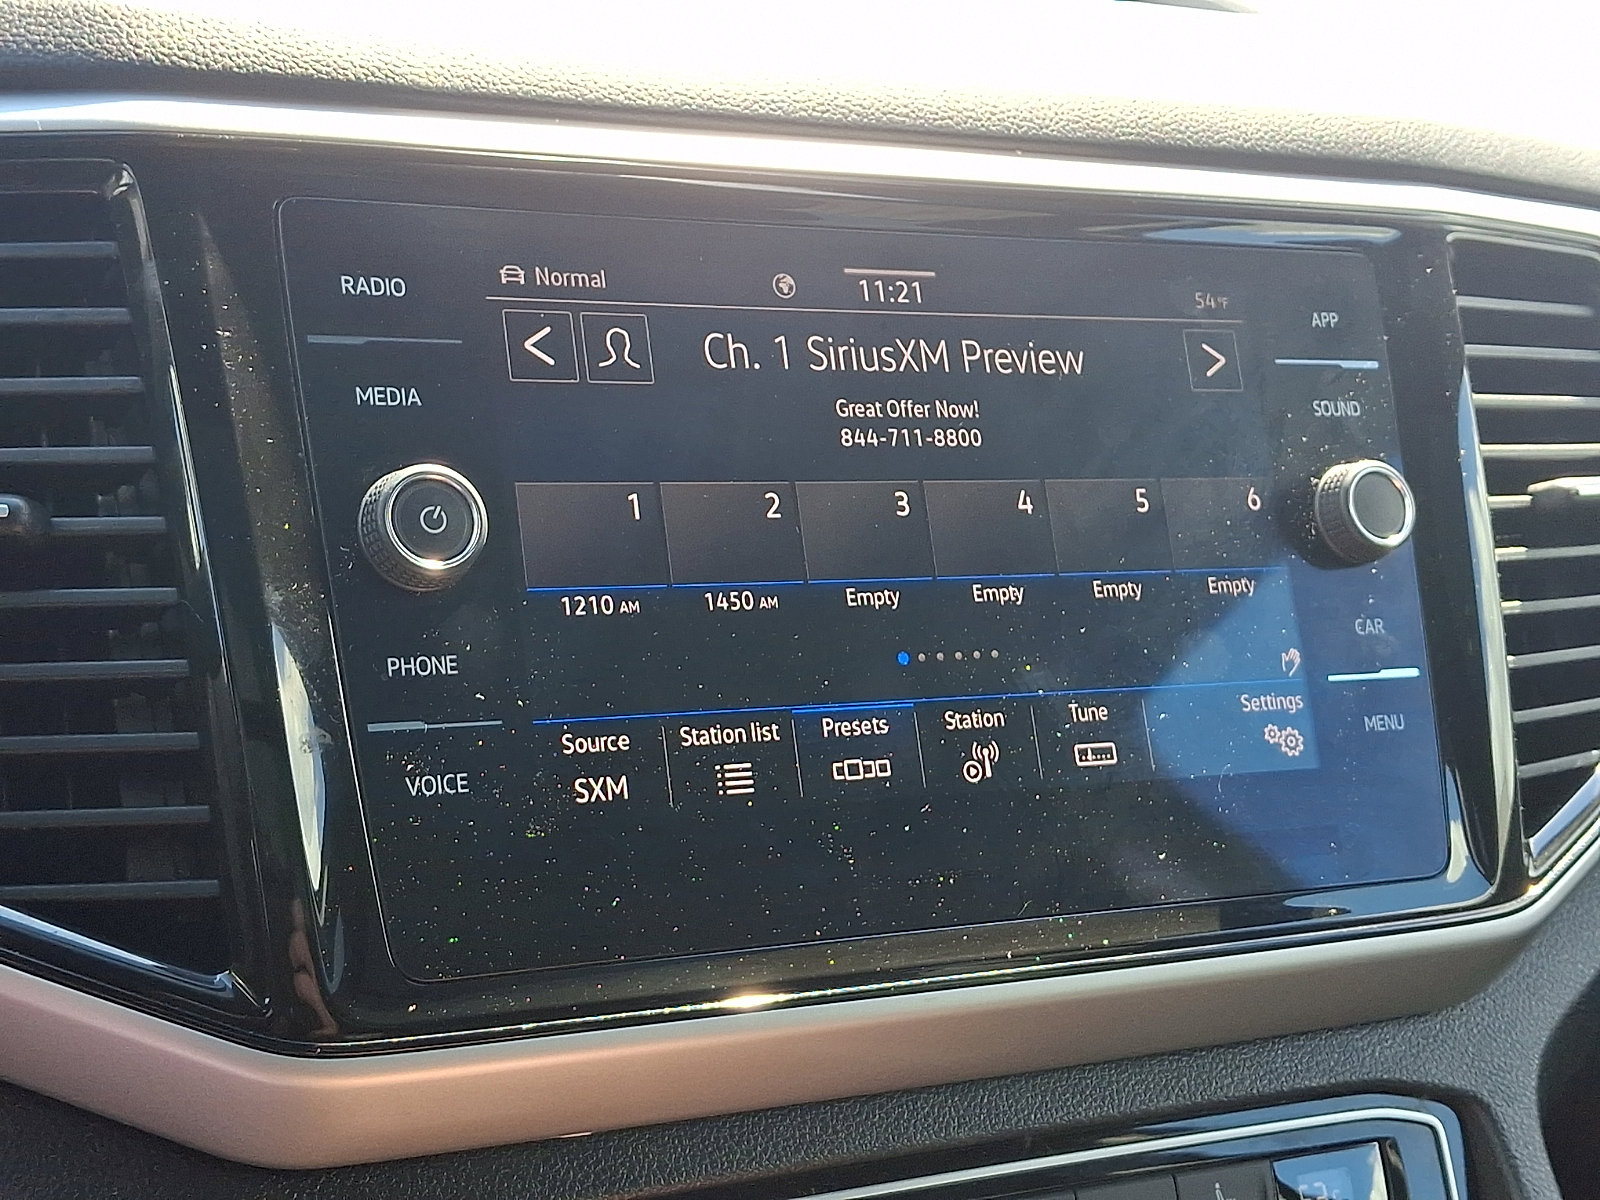 RADIO
MEDIA
PHONE
VOICE
Normal
11:21
54°F
Ch. 1 SiriusXM Preview
Great Offer Now!
844-711-8800
1 2 3 4 5 6
1210 AM 1450 AM Empty Empty Empty Empty
Source Station list Presets Station Tune Settings
SXM
APP
SOUND
CAR
MENU